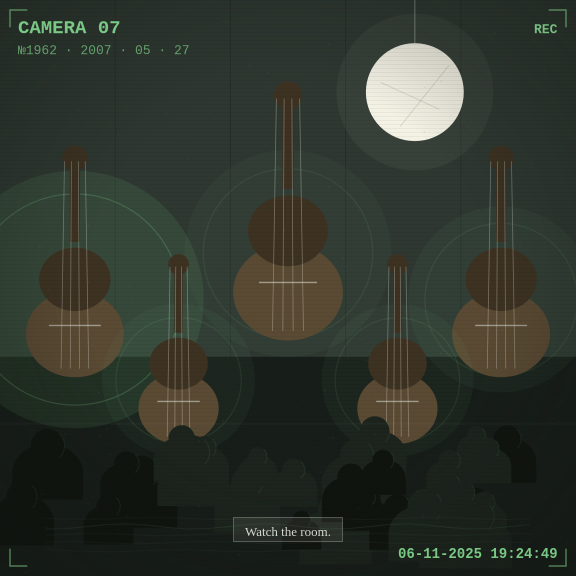 CAMERA 07
REC
№1962 · 2007 · 05 · 27
Watch the room.
06-11-2025 19:24:49